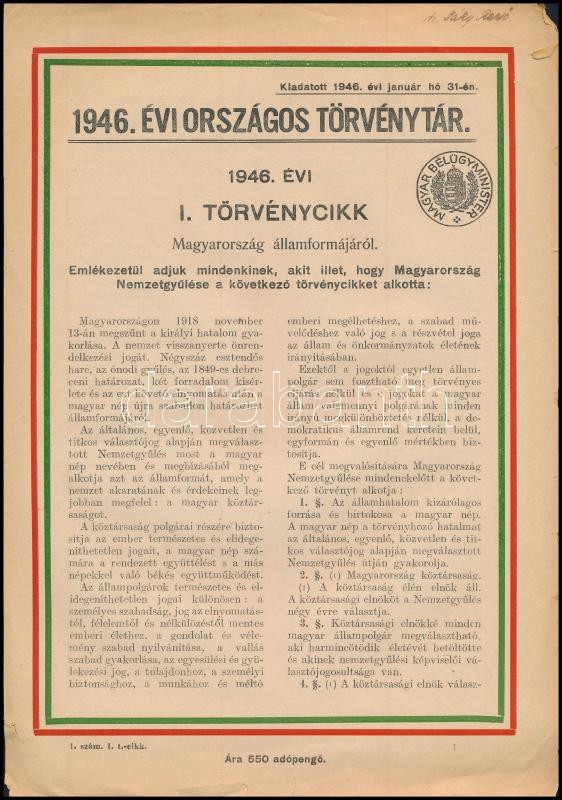 Kiadatott 1946. évi január hó 31-én.
1946. ÉVI ORSZÁGOS TÖRVÉNYTÁR.
1946. ÉVI
I. TÖRVÉNYCIKK
MAGYAR BELÜGYMINISTER
Magyarország államformájáról.
Emlékezetül adjuk mindenkinek, akit illet, hogy Magyarország
Nemzetgyűlése a következő törvénycikket alkotta:
Magyarországon 1918 november
13-án megszűnt a királyi hatalom gya-
korlása. A nemzet visszanyerte önren-
delkezési jogát. Négyszáz esztendős
harc, az ónodi gyűlés, az 1849-es debre-
ceni határozat, két forradalom kísér-
lete és az ezt követő elnyomatás után a
magyar nép újra szabadon határoz
államformájáról.
Az általános, egyenlő, közvetlen és
titkos választójog alapján megválasz-
tott Nemzetgyűlés most a magyar
nép nevében és megbízásából meg-
alkotja azt az államformát, amely a
nemzet akaratának és érdekeinek leg-
jobban megfelel: a magyar köztár-
saságot.
A köztársaság polgárai részére bizto-
sítja az ember természetes és elidege-
níthetetlen jogait, a magyar nép szá-
mára a rendezett együttélést s a más
népekkel való békés együttműködést.
Az állampolgárok természetes és el-
idegeníthetetlen jogai különösen: a
személyes szabadság, jog az elnyomatás-
tól, félelemtől és nélkülözéstől mentes
emberi élethez, a gondolat és véle-
mény szabad nyilvánítása, a vallás
szabad gyakorlása, az egyesülési és gyü-
lekezési jog, a tulajdonhoz, a személyi
biztonsághoz, a munkához és méltó
emberi megélhetéshez, a szabad mű-
velődéshez való jog s a részvétel joga
az állam és önkormányzatok életének
irányításában.
Ezektől a jogoktól egyetlen állam-
polgár sem fosztható meg törvényes
eljárás nélkül és e jogokat a magyar
állam valamennyi polgárának minden
irányú megkülönböztetés nélkül, a de-
mokratikus államrend keretein belül,
egyformán és egyenlő mértékben biz-
tosítja.
E cél megvalósítására Magyarország
Nemzetgyűlése mindenekelőtt a követ-
kező törvényt alkotja:
1. §. Az államhatalom kizárólagos
forrása és birtokosa a magyar nép.
A magyar nép a törvényhozó hatalmat
az általános, egyenlő, közvetlen és tit-
kos választójog alapján megválasztott
Nemzetgyűlés útján gyakorolja.
2. §. (1) Magyarország köztársaság.
(2) A köztársaság élén elnök áll.
A köztársasági elnököt a Nemzetgyűlés
négy évre választja.
3. §. Köztársasági elnökké minden
magyar állampolgár megválasztható,
aki harmincötödik életévét betöltötte
és akinek nemzetgyűlési képviselői vá-
lasztójogosultsága van.
4. §. (1) A köztársasági elnök válasz-
1. szám. I. t.-cikk.
1
Ára 550 adópengő.
darabanth